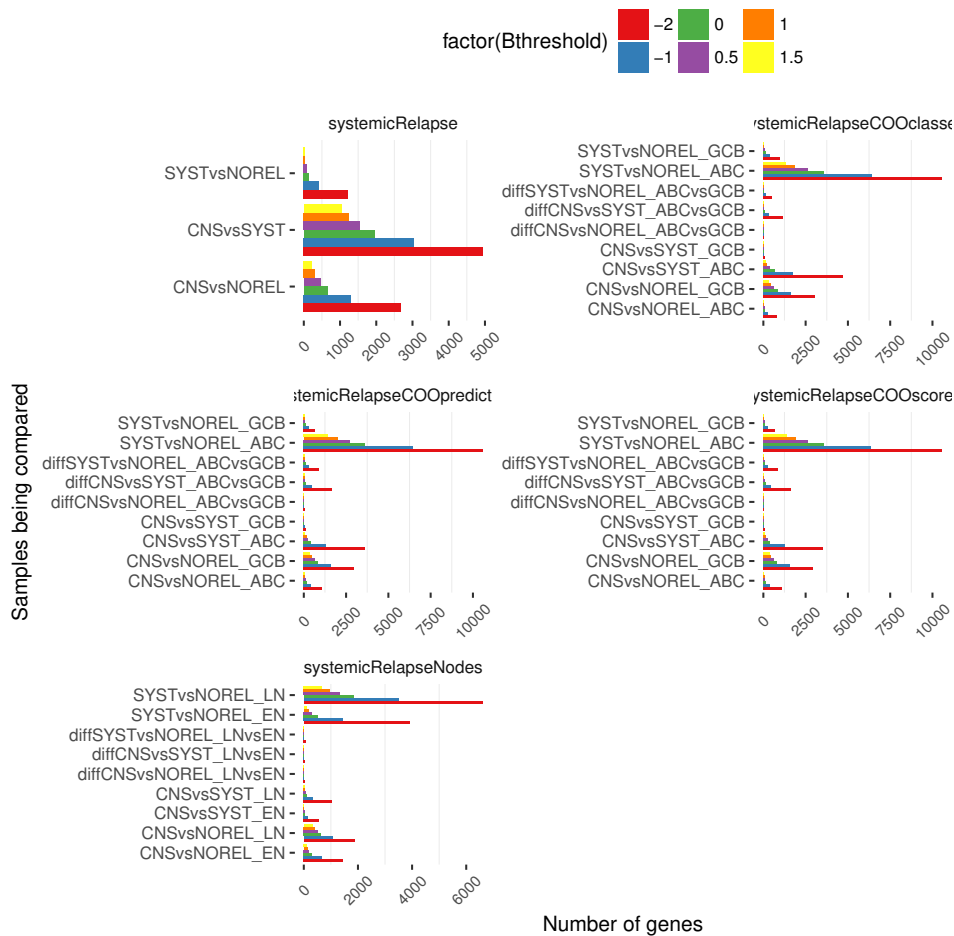 factor(Bthreshold)
−2 0 1
−1 0.5 1.5
systemicRelapse
SYSTvsNOREL
CNSvsSYST
CNSvsNOREL
0 1000 2000 3000 4000 5000
ystemicRelapseCOOclasse
SYSTvsNOREL_GCB
SYSTvsNOREL_ABC
diffSYSTvsNOREL_ABCvsGCB
diffCNSvsSYST_ABCvsGCB
diffCNSvsNOREL_ABCvsGCB
CNSvsSYST_GCB
CNSvsSYST_ABC
CNSvsNOREL_GCB
CNSvsNOREL_ABC
0 2500 5000 7500 10000
Samples being compared
stemicRelapseCOOpredict
SYSTvsNOREL_GCB
SYSTvsNOREL_ABC
diffSYSTvsNOREL_ABCvsGCB
diffCNSvsSYST_ABCvsGCB
diffCNSvsNOREL_ABCvsGCB
CNSvsSYST_GCB
CNSvsSYST_ABC
CNSvsNOREL_GCB
CNSvsNOREL_ABC
0 2500 5000 7500 10000
ystemicRelapseCOOscore
SYSTvsNOREL_GCB
SYSTvsNOREL_ABC
diffSYSTvsNOREL_ABCvsGCB
diffCNSvsSYST_ABCvsGCB
diffCNSvsNOREL_ABCvsGCB
CNSvsSYST_GCB
CNSvsSYST_ABC
CNSvsNOREL_GCB
CNSvsNOREL_ABC
0 2500 5000 7500 10000
systemicRelapseNodes
SYSTvsNOREL_LN
SYSTvsNOREL_EN
diffSYSTvsNOREL_LNvsEN
diffCNSvsSYST_LNvsEN
diffCNSvsNOREL_LNvsEN
CNSvsSYST_LN
CNSvsSYST_EN
CNSvsNOREL_LN
CNSvsNOREL_EN
0 2000 4000 6000
Number of genes